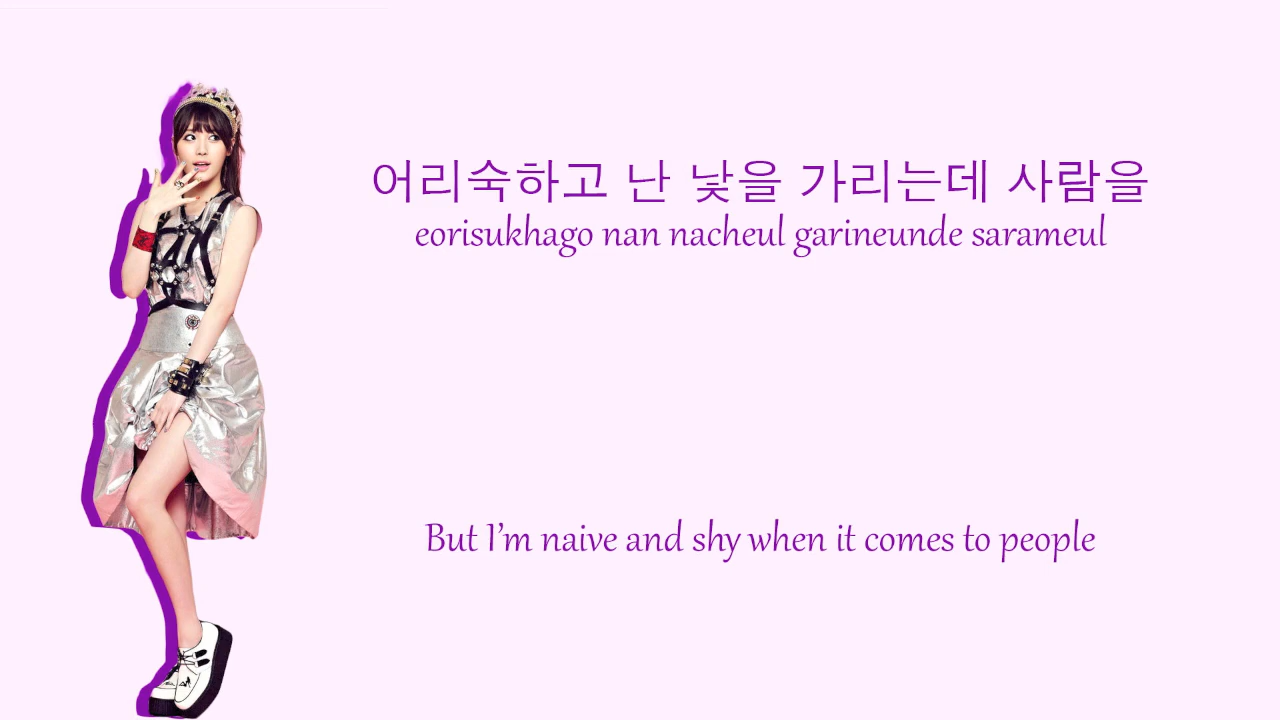 어리숙하고 난 낯을 가리는데 사람을
eorisukhago nan nacheul garineunde sarameul
But I’m naive and shy when it comes to people